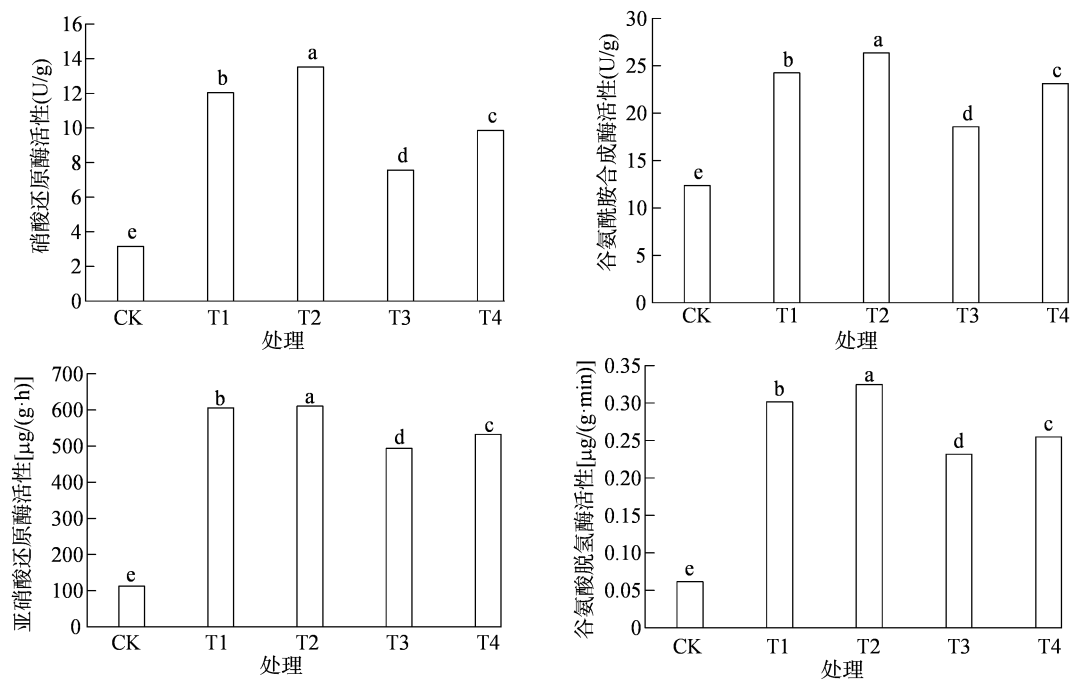 硝酸还原酶活性(U/g)
16
14
12
10
8
6
4
2
0
e
b
a
d
c
CK T1 T2 T3 T4
处理
谷氨酰胺合成酶活性(U/g)
30
25
20
15
10
5
0
e
b
a
d
c
CK T1 T2 T3 T4
处理
亚硝酸还原酶活性[μg/(g·h)]
700
600
500
400
300
200
100
0
e
b
a
d
c
CK T1 T2 T3 T4
处理
谷氨酸脱氢酶活性[μg/(g·min)]
0.35
0.30
0.25
0.20
0.15
0.10
0.05
0
e
b
a
d
c
CK T1 T2 T3 T4
处理